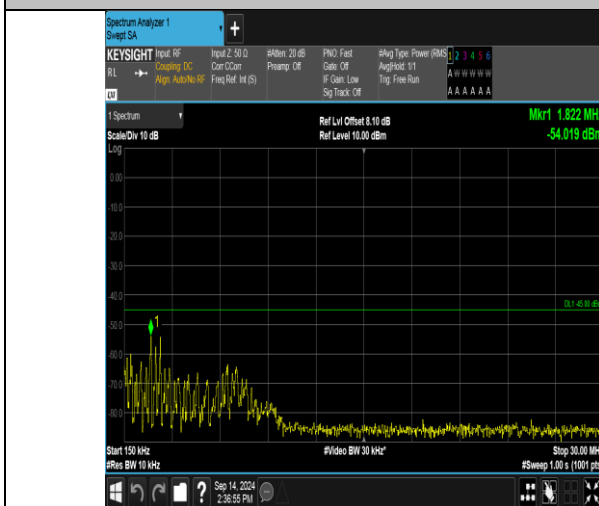 Spectrum Analyzer 1
Swept SA
+
KEYSIGHT
RL
Input: RF
Coupling: DC
Align: Auto/No RF
Input Z: 50 Ω
Corr CCorr
Freq Ref: Int (S)
#Atten: 20 dB
Preamp: Off
PNO: Fast
Gate: Off
IF Gain: Low
Sig Track: Off
#Avg Type: Power (RMS
Avg|Hold: 1/1
Trig: Free Run
1 2 3 4 5 6
A W W W W W
A A A A A A
1 Spectrum
Scale/Div 10 dB
Log
Ref Lvl Offset 8.10 dB
Ref Level 10.00 dBm
Mkr1 1.822 MH
-54.019 dBm
0.00
-10.0
-20.0
-30.0
-40.0
-50.0
-60.0
-70.0
-80.0
DL1 -45.00 dB
1
Start 150 kHz
#Res BW 10 kHz
#Video BW 30 kHz*
Stop 30.00 MH
#Sweep 1.00 s (1001 pts
?
Sep 14, 2024
2:36:55 PM